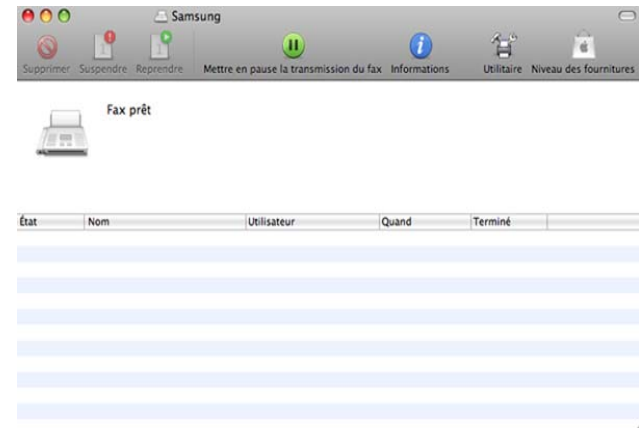 Samsung
Supprimer Suspendre Reprendre Mettre en pause la transmission du fax Informations Utilitaire Niveau des fournitures
Fax prêt
État Nom Utilisateur Quand Terminé